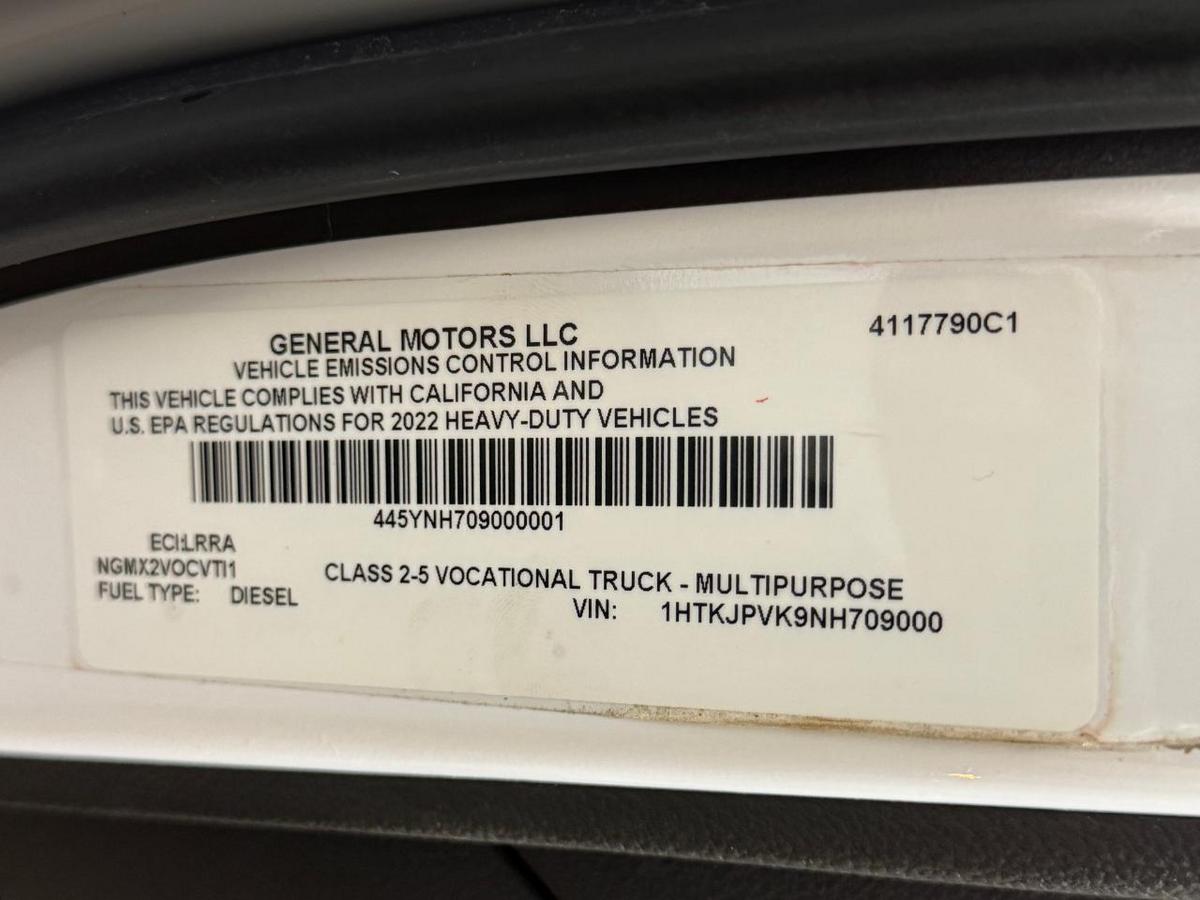 GENERAL MOTORS LLC
4117790C1
VEHICLE EMISSIONS CONTROL INFORMATION
THIS VEHICLE COMPLIES WITH CALIFORNIA AND
U.S. EPA REGULATIONS FOR 2022 HEAVY-DUTY VEHICLES
445YNH709000001
ECI:LRRA
NGMX2VOCVTI1
CLASS 2-5 VOCATIONAL TRUCK - MULTIPURPOSE
FUEL TYPE: DIESEL
VIN: 1HTKJPVK9NH709000